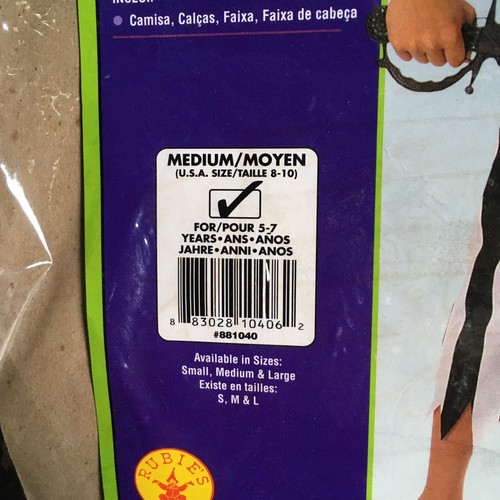 ● Camisa, Calças, Faixa, Faixa de cabeça
MEDIUM/MOYEN
(U.S.A. SIZE/TAILLE 8-10)
FOR/POUR 5-7
YEARS•ANS•AÑOS
JAHRE•ANNI•ANOS
8 83028 10406 2
#881040
Available in Sizes:
Small, Medium & Large
Existe en tailles:
S, M & L
RUBIE'S